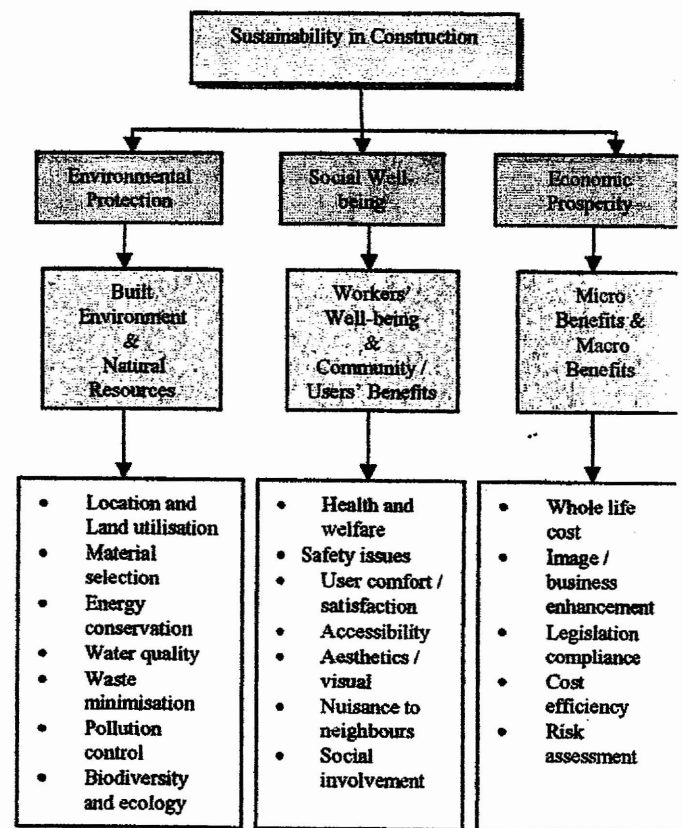 Sustainability in Construction
Environmental
Protection
Social Well-
being
Economic
Prosperity
Built
Environment
&
Natural
Resources
Workers'
Well-being
&
Community /
Users' Benefits
Micro
Benefits &
Macro
Benefits
• Location and
Land utilisation
• Material
selection
• Energy
conservation
• Water quality
• Waste
minimisation
• Pollution
control
• Biodiversity
and ecology
• Health and
welfare
• Safety issues
• User comfort /
satisfaction
• Accessibility
• Aesthetics /
visual
• Nuisance to
neighbours
• Social
involvement
• Whole life
cost
• Image /
business
enhancement
• Legislation
compliance
• Cost
efficiency
• Risk
assessment